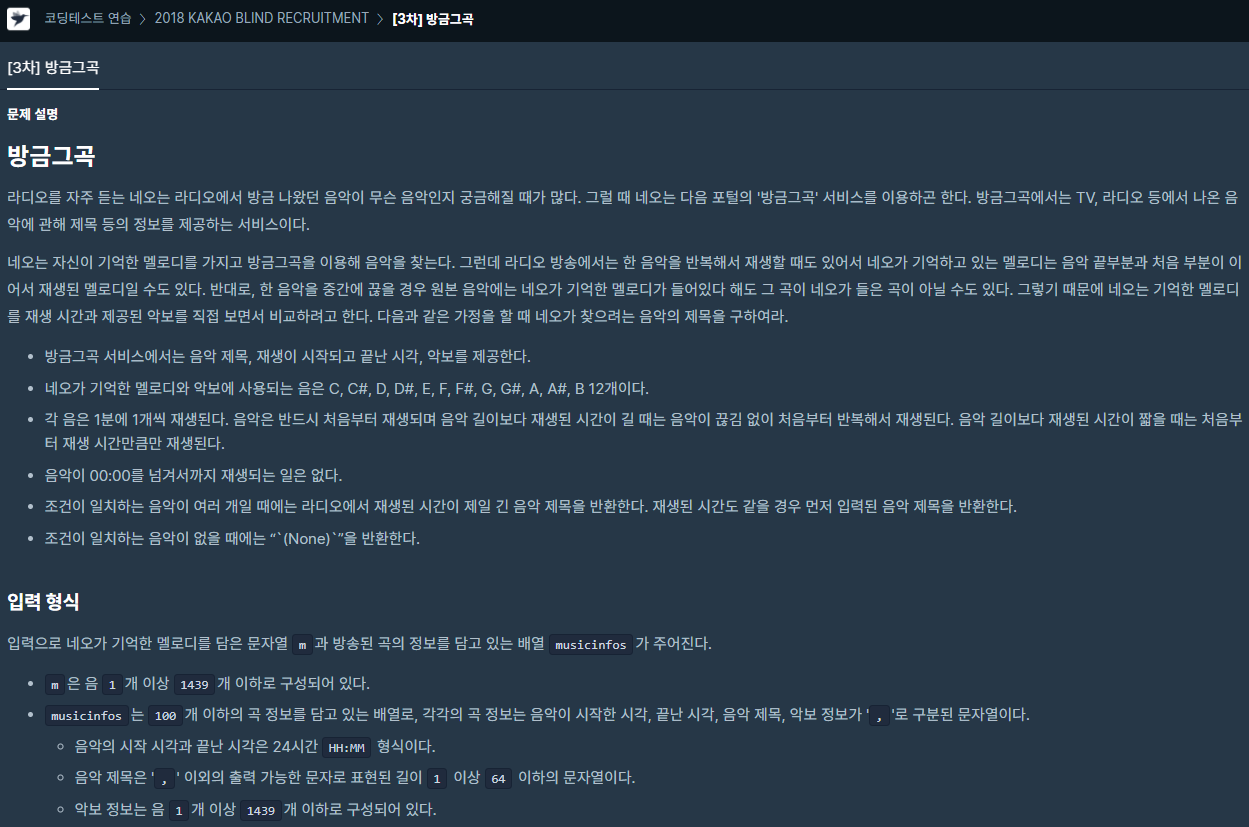 코딩테스트 연습 > 2018 KAKAO BLIND RECRUITMENT > [3차] 방금그곡
[3차] 방금그곡
문제 설명
방금그곡
라디오를 자주 듣는 네오는 라디오에서 방금 나왔던 음악이 무슨 음악인지 궁금해질 때가 많다. 그럴 때 네오는 다음 포털의 '방금그곡' 서비스를 이용하곤 한다. 방금그곡에서는 TV, 라디오 등에서 나온 음
악에 관해 제목 등의 정보를 제공하는 서비스이다.
네오는 자신이 기억한 멜로디를 가지고 방금그곡을 이용해 음악을 찾는다. 그런데 라디오 방송에서는 한 음악을 반복해서 재생할 때도 있어서 네오가 기억하고 있는 멜로디는 음악 끝부분과 처음 부분이 이
어서 재생된 멜로디일 수도 있다. 반대로, 한 음악을 중간에 끊을 경우 원본 음악에는 네오가 기억한 멜로디가 들어있다 해도 그 곡이 네오가 들은 곡이 아닐 수도 있다. 그렇기 때문에 네오는 기억한 멜로디
를 재생 시간과 제공된 악보를 직접 보면서 비교하려고 한다. 다음과 같은 가정을 할 때 네오가 찾으려는 음악의 제목을 구하여라.
• 방금그곡 서비스에서는 음악 제목, 재생이 시작되고 끝난 시각, 악보를 제공한다.
• 네오가 기억한 멜로디와 악보에 사용되는 음은 C, C#, D, D#, E, F, F#, G, G#, A, A#, B 12개이다.
• 각 음은 1분에 1개씩 재생된다. 음악은 반드시 처음부터 재생되며 음악 길이보다 재생된 시간이 길 때는 음악이 끊김 없이 처음부터 반복해서 재생된다. 음악 길이보다 재생된 시간이 짧을 때는 처음부
터 재생 시간만큼만 재생된다.
• 음악이 00:00를 넘겨서까지 재생되는 일은 없다.
• 조건이 일치하는 음악이 여러 개일 때에는 라디오에서 재생된 시간이 제일 긴 음악 제목을 반환한다. 재생된 시간도 같을 경우 먼저 입력된 음악 제목을 반환한다.
• 조건이 일치하는 음악이 없을 때에는 “`(None)`”을 반환한다.
입력 형식
입력으로 네오가 기억한 멜로디를 담은 문자열 m 과 방송된 곡의 정보를 담고 있는 배열 musicinfos 가 주어진다.
• m 은 음 1 개 이상 1439 개 이하로 구성되어 있다.
• musicinfos 는 100 개 이하의 곡 정보를 담고 있는 배열로, 각각의 곡 정보는 음악이 시작한 시각, 끝난 시각, 음악 제목, 악보 정보가 ' , '로 구분된 문자열이다.
◦ 음악의 시작 시각과 끝난 시각은 24시간 HH:MM 형식이다.
◦ 음악 제목은 ' , ' 이외의 출력 가능한 문자로 표현된 길이 1 이상 64 이하의 문자열이다.
◦ 악보 정보는 음 1 개 이상 1439 개 이하로 구성되어 있다.